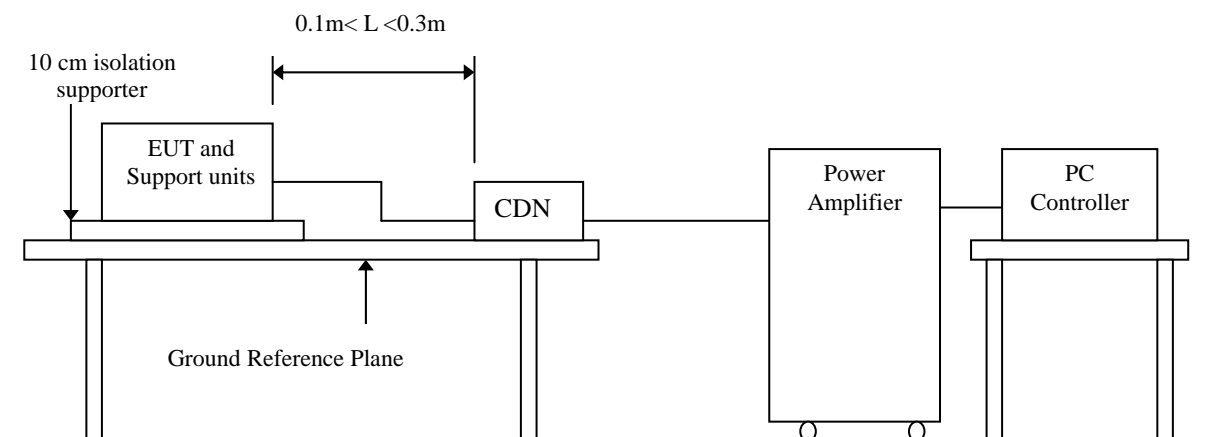 0.1m< L <0.3m
10 cm isolation
supporter
EUT and
Support units
CDN
Power
Amplifier
PC
Controller
Ground Reference Plane